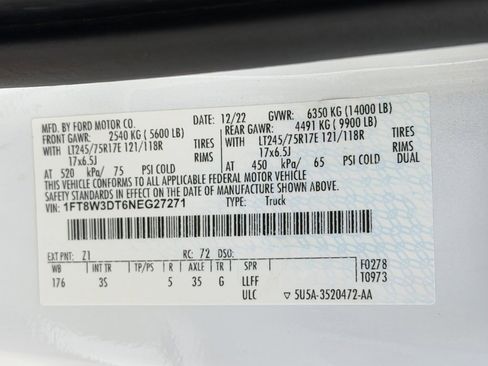 MFD. BY FORD MOTOR CO. 12/22 GVWR: 6350 KG (14000 LB)
FRONT GAWR: 2540 KG (5600 LB) REAR GAWR: 4491 KG (9900 LB)
LT245/75R17E 121/118R TIRES LT245/75R17E 121/118R TIRES
17x6.5J RIMS 17x6.5J RIMS
AT 520 kPa/ 75 PSI COLD AT 450 kPa/ 65 PSI COLD DUAL
THIS VEHICLE CONFORMS TO ALL APPLICABLE FEDERAL MOTOR VEHICLE
SAFETY STANDARDS IN EFFECT ON THE DATE OF MANUFACTURE SHOWN ABOVE.
VIN: 1FT8W3DT6NEG27271 TYPE: Truck
EXT PNT: Z1 RC: 72 DSO: F0278
WB INT TR TP/PS R AXLE TR SPR T0973
176 3S 5 35 G LLFF
ULC ▽ 5U5A-3520472-AA